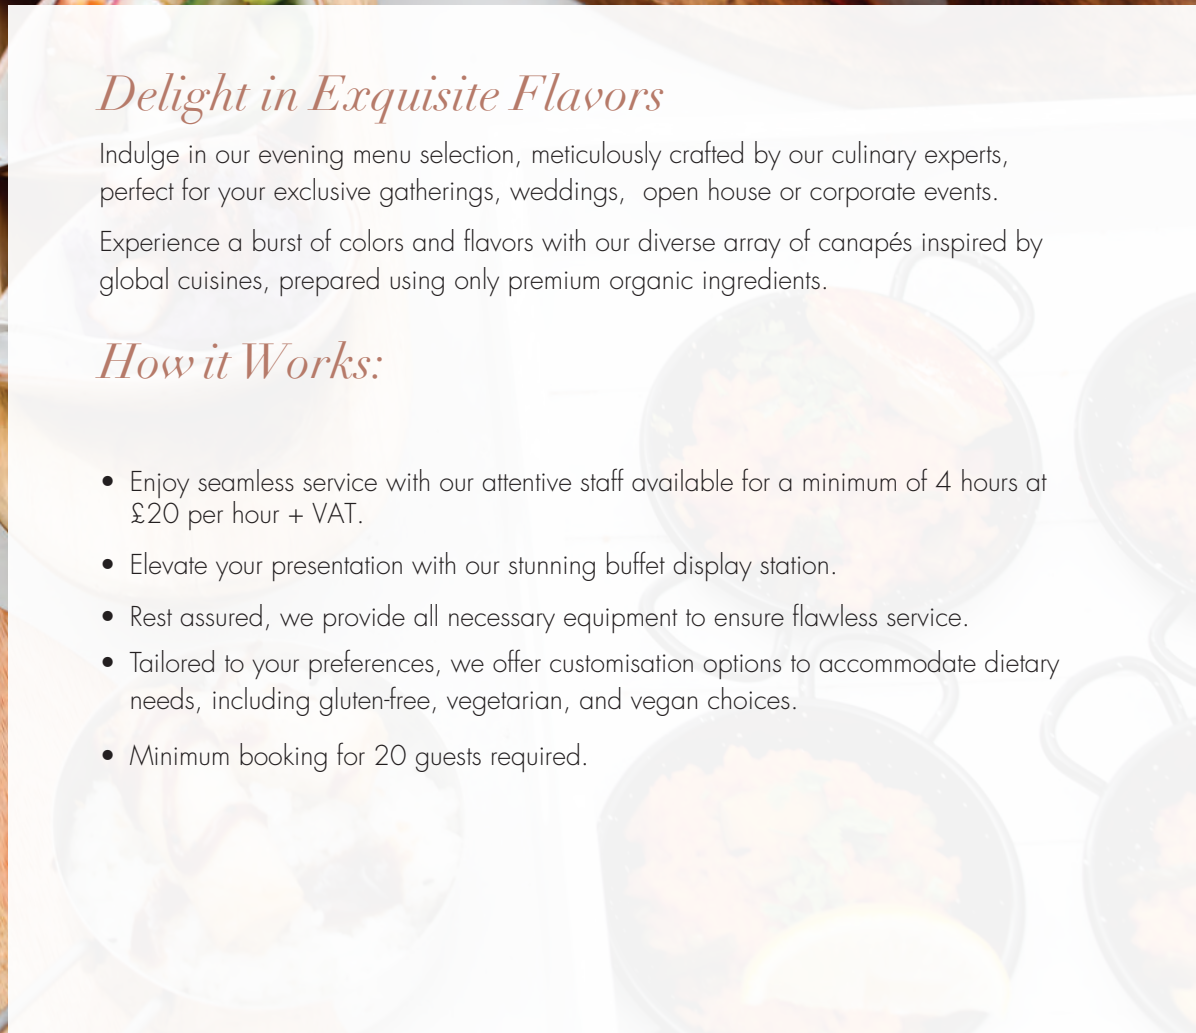 Delight in Exquisite Flavors
Indulge in our evening menu selection, meticulously crafted by our culinary experts,
perfect for your exclusive gatherings, weddings,  open house or corporate events.
Experience a burst of colors and flavors with our diverse array of canapés inspired by
global cuisines, prepared using only premium organic ingredients.
How it Works:
• Enjoy seamless service with our attentive staff available for a minimum of 4 hours at
£20 per hour + VAT.
• Elevate your presentation with our stunning buffet display station.
• Rest assured, we provide all necessary equipment to ensure flawless service.
• Tailored to your preferences, we offer customisation options to accommodate dietary
needs, including gluten-free, vegetarian, and vegan choices.
• Minimum booking for 20 guests required.